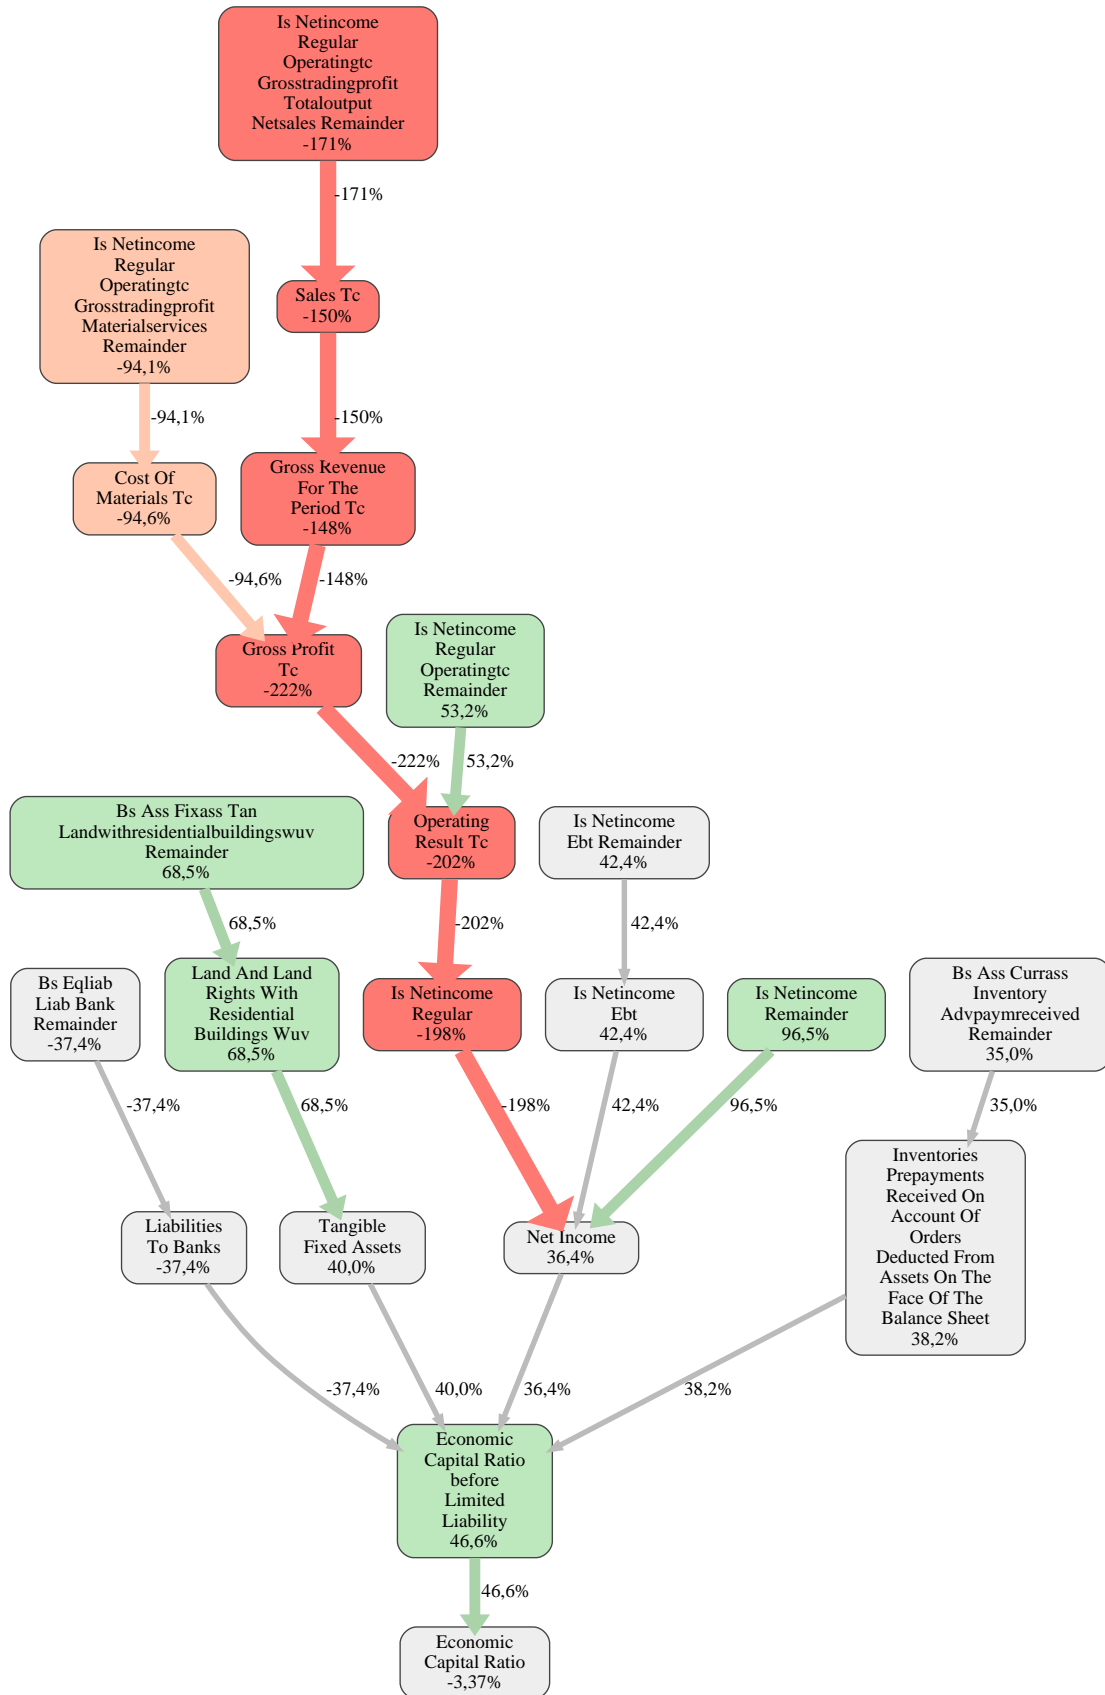 Is Netincome
Regular
Operatingtc
Grosstradingprofit
Totaloutput
Netsales Remainder
-171%
-171%
Is Netincome
Regular
Operatingtc
Grosstradingprofit
Materialservices
Remainder
-94,1%
Sales Tc
-150%
-94,1%
-150%
Cost Of
Materials Tc
-94,6%
Gross Revenue
For The
Period Tc
-148%
-94,6%
-148%
Gross Profit
Tc
-222%
Is Netincome
Regular
Operatingtc
Remainder
53,2%
-222%
53,2%
Bs Ass Fixass Tan
Landwithresidentialbuildingswuv
Remainder
68,5%
Operating
Result Tc
-202%
Is Netincome
Ebt Remainder
42,4%
68,5%
-202%
42,4%
Bs Eqliab
Liab Bank
Remainder
-37,4%
Land And Land
Rights With
Residential
Buildings Wuv
68,5%
Is Netincome
Regular
-198%
Is Netincome
Ebt
42,4%
Is Netincome
Remainder
96,5%
Bs Ass Currass
Inventory
Advpaymreceived
Remainder
35,0%
-37,4%
68,5%
-198%
42,4%
96,5%
35,0%
Liabilities
To Banks
-37,4%
Tangible
Fixed Assets
40,0%
Net Income
36,4%
Inventories
Prepayments
Received On
Account Of
Orders
Deducted From
Assets On The
Face Of The
Balance Sheet
38,2%
-37,4%
40,0%
36,4%
38,2%
Economic
Capital Ratio
before
Limited
Liability
46,6%
46,6%
Economic
Capital Ratio
-3,37%